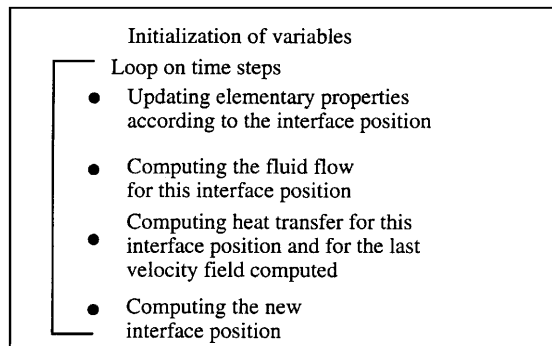 Initialization of variables
Loop on time steps
● Updating elementary properties
according to the interface position
● Computing the fluid flow
for this interface position
● Computing heat transfer for this
interface position and for the last
velocity field computed
● Computing the new
interface position